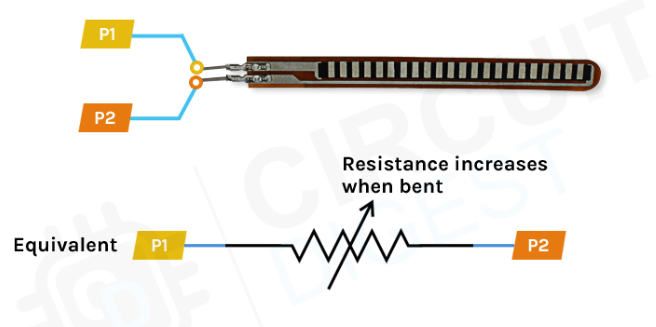 P1
P2
Resistance increases
when bent
Equivalent P1 P2
CIRCUIT
DIGEST